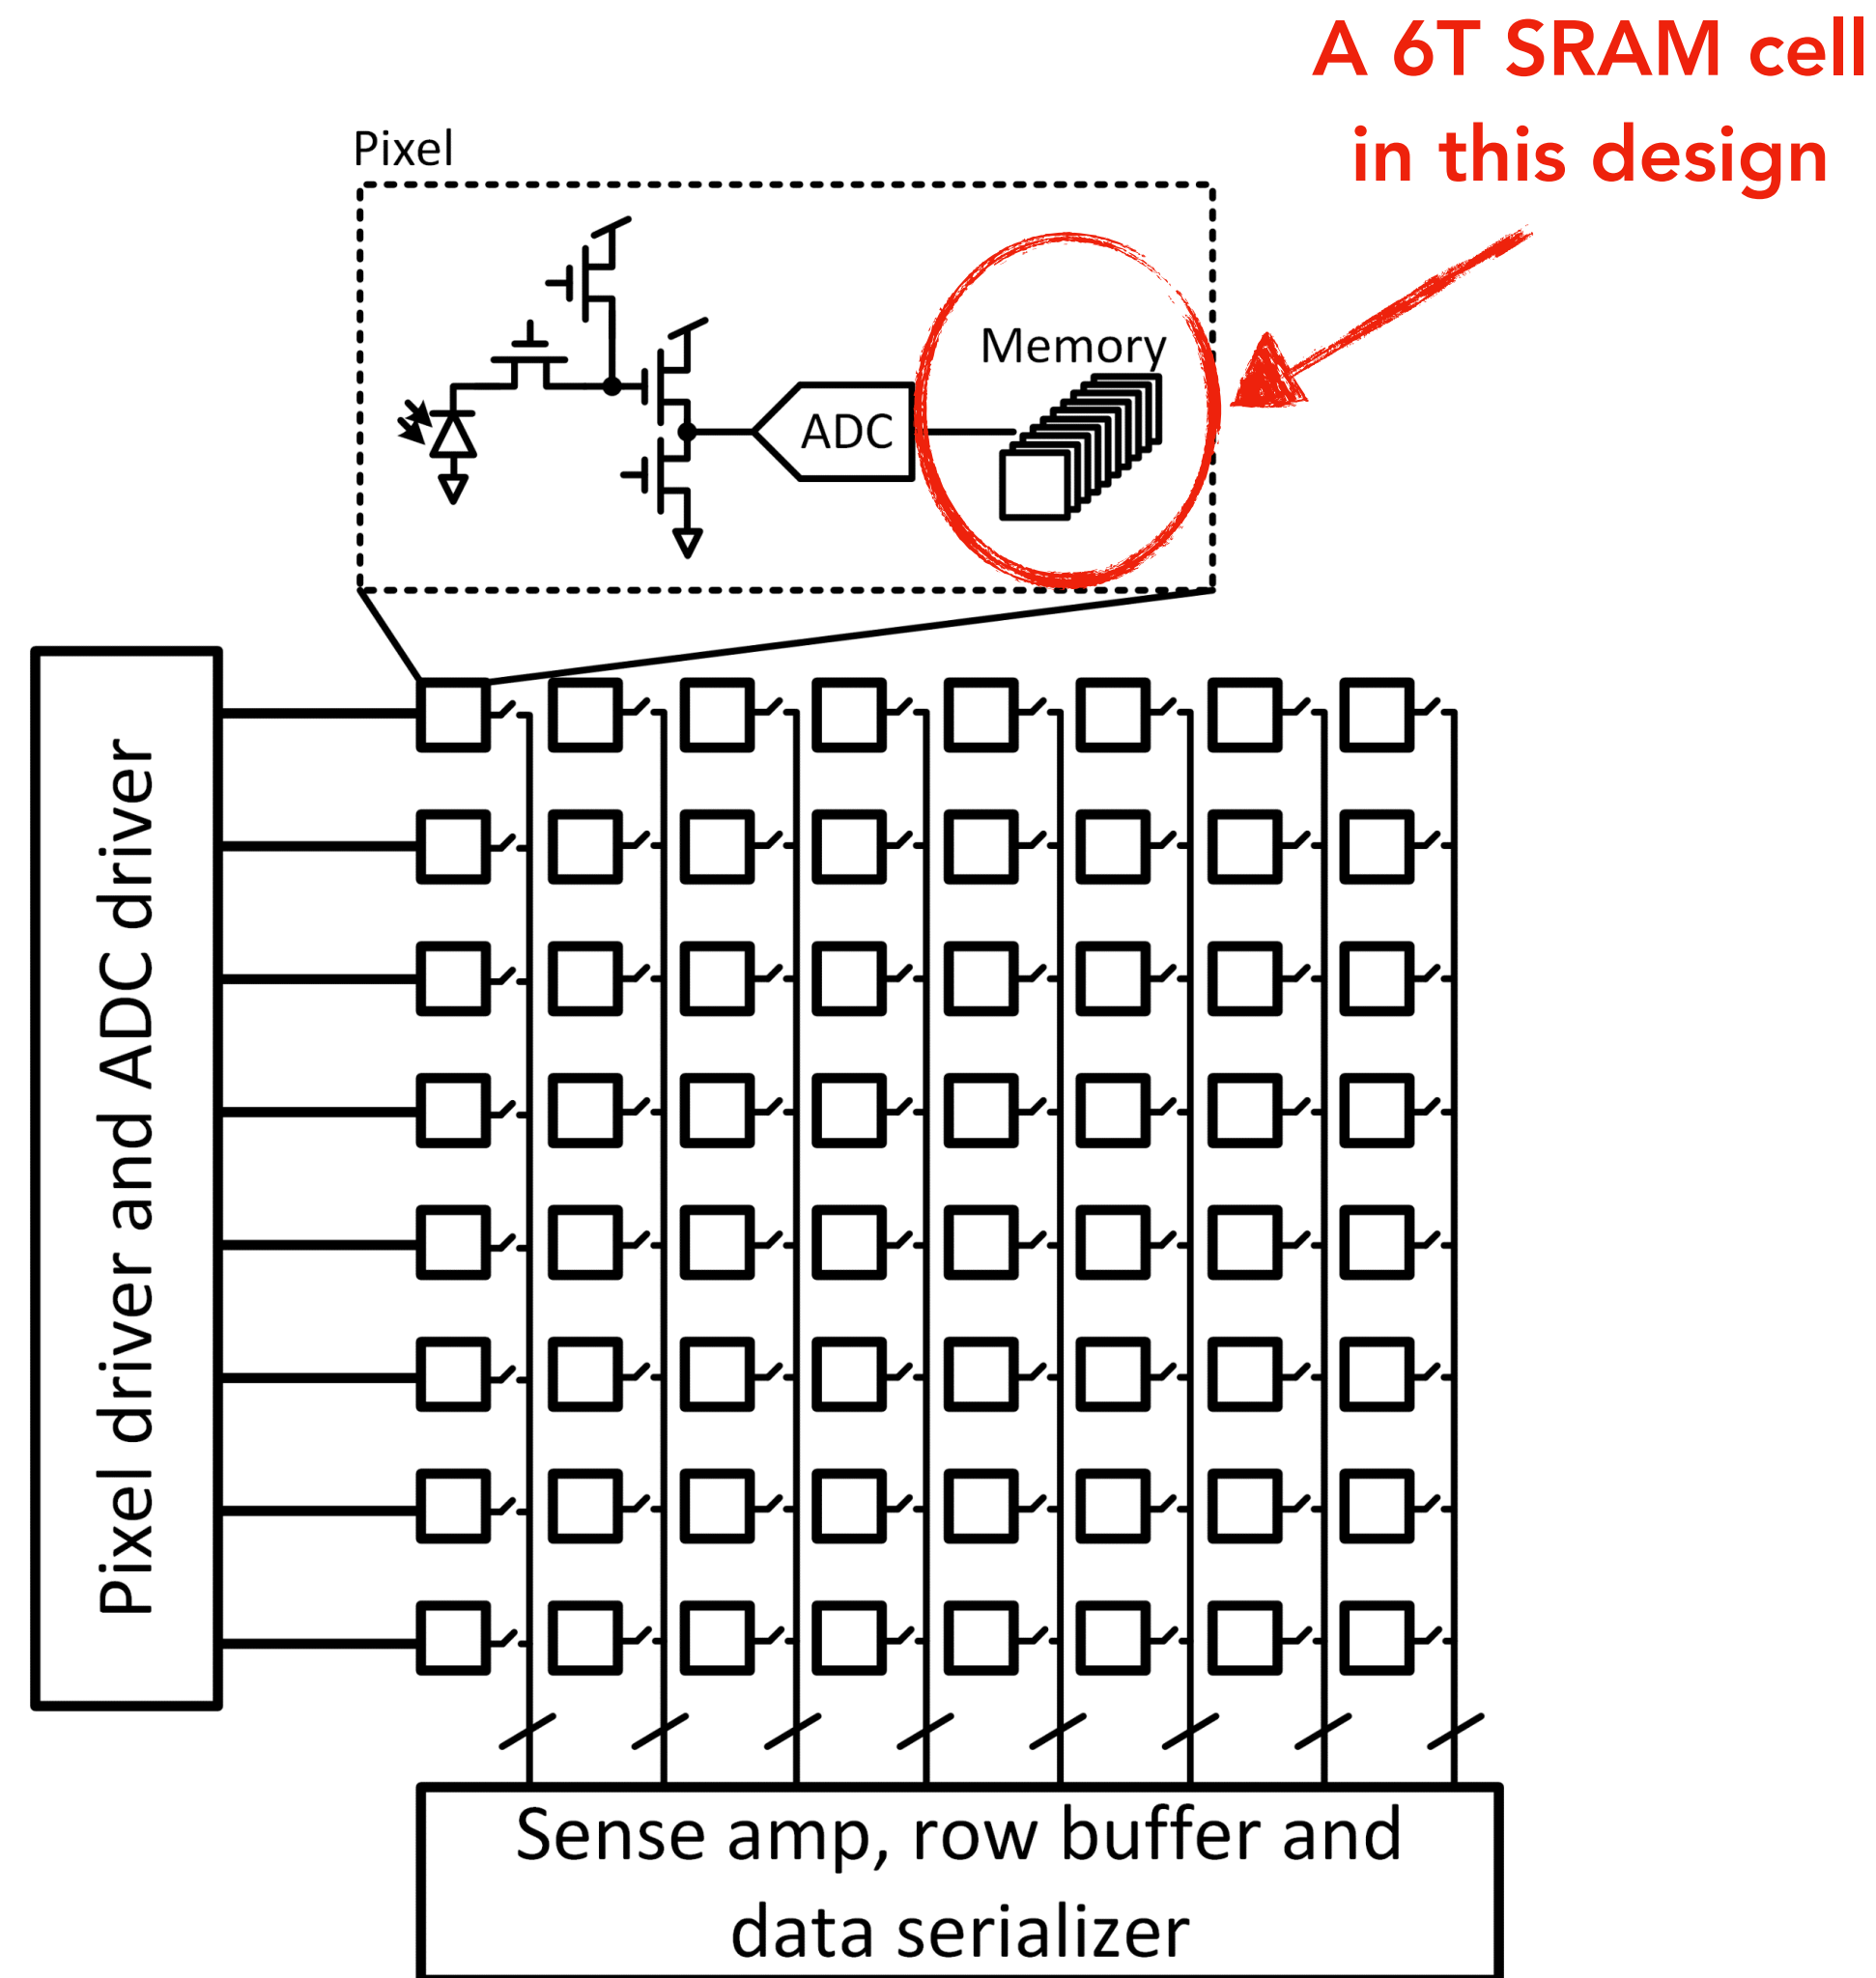 A 6T SRAM cell
in this design
Pixel
Memory
ADC
Pixel driver and ADC driver
Sense amp, row buffer and
data serializer